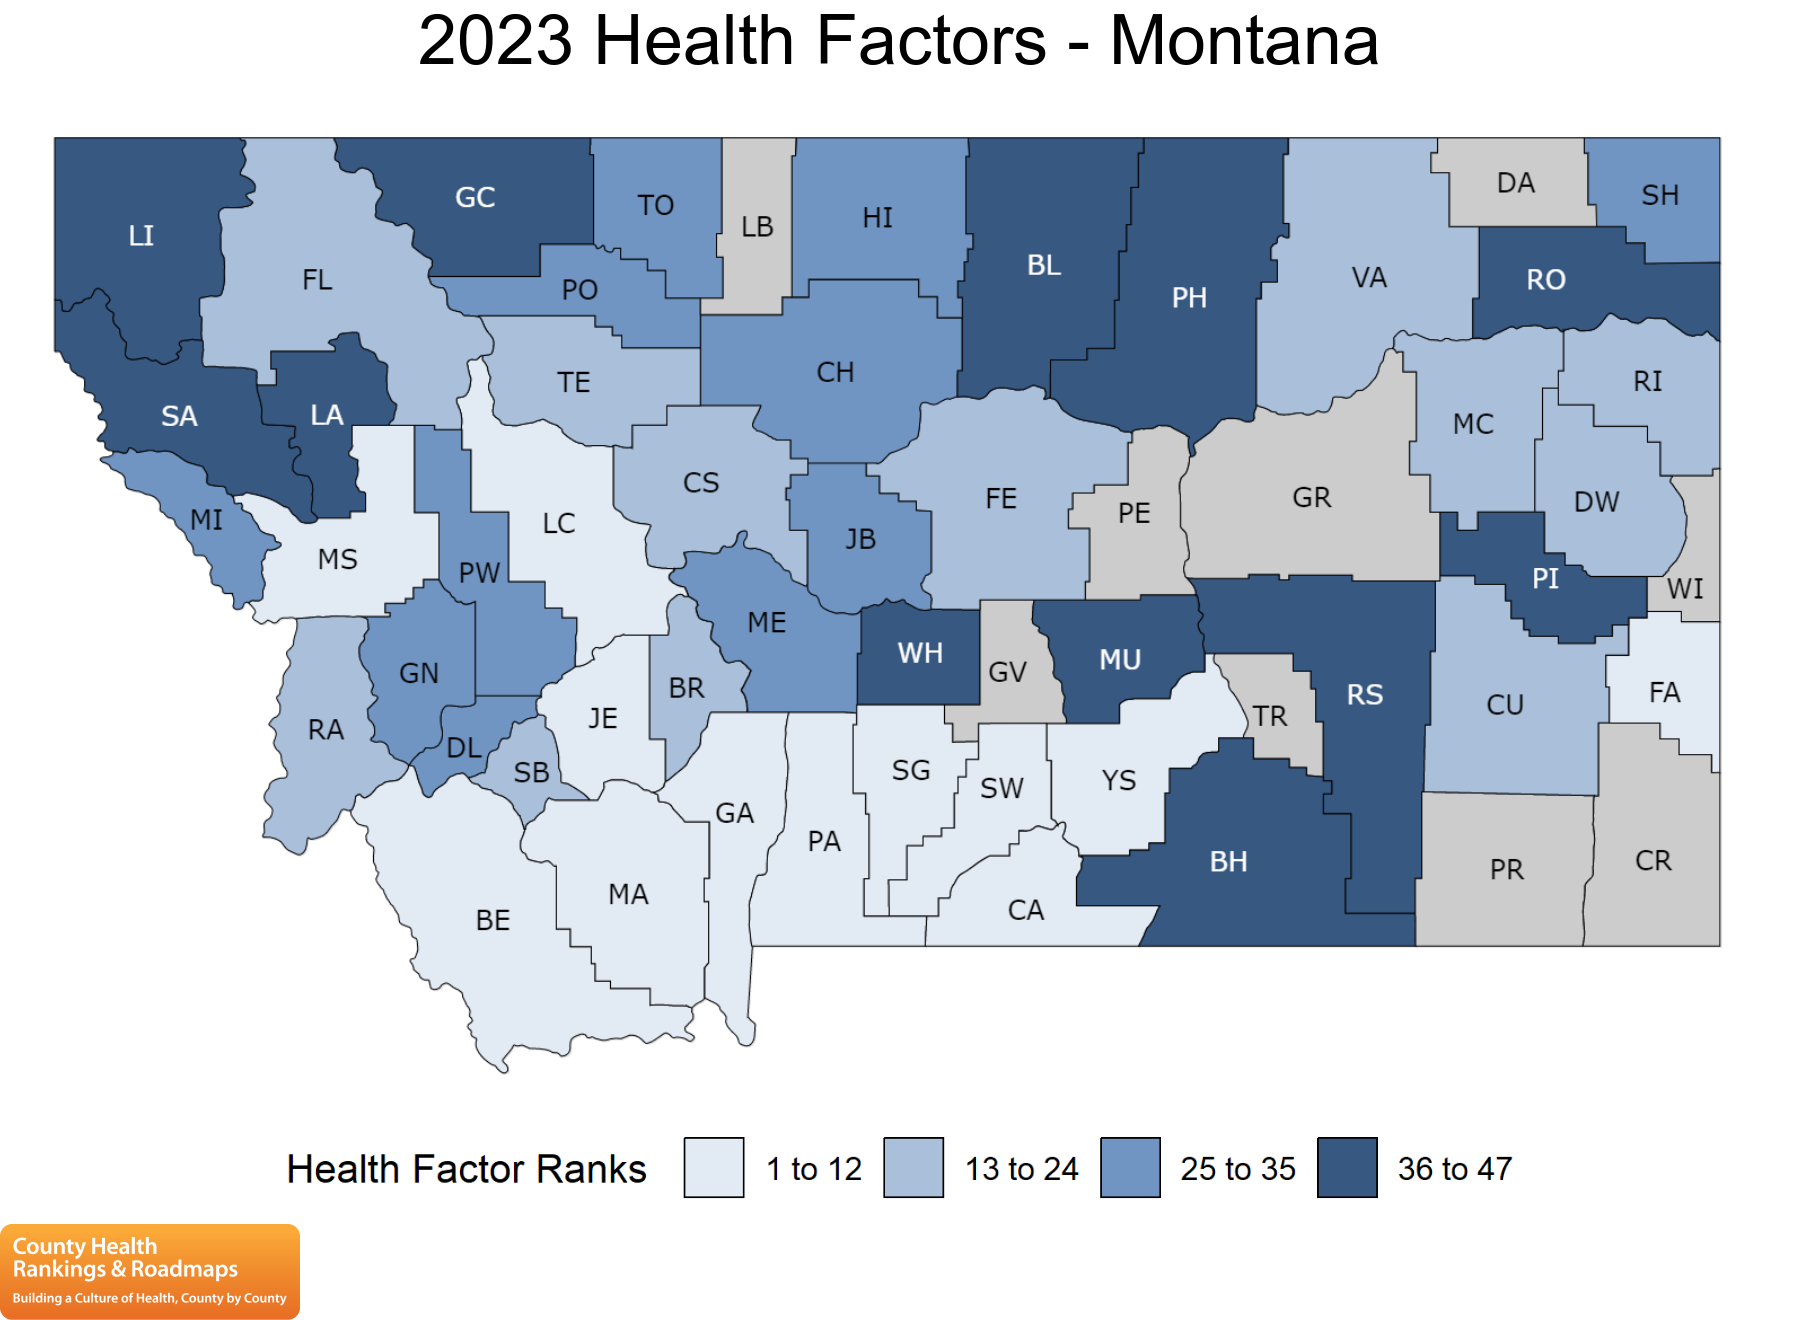 2023 Health Factors - Montana
LI
FL
GC
TO
LB
HI
BL
PH
VA
DA
SH
RO
PO
TE
CH
SA
LA
MC
RI
CS
FE
PE
GR
DW
MI
MS
PW
LC
JB
PI
WI
GN
ME
WH
GV
MU
RS
CU
FA
RA
DL
SB
JE
BR
TR
SG
SW
YS
GA
PA
BH
PR
CR
BE
MA
CA
Health Factor Ranks 1 to 12 13 to 24 25 to 35 36 to 47
County Health
Rankings & Roadmaps
Building a Culture of Health, County by County